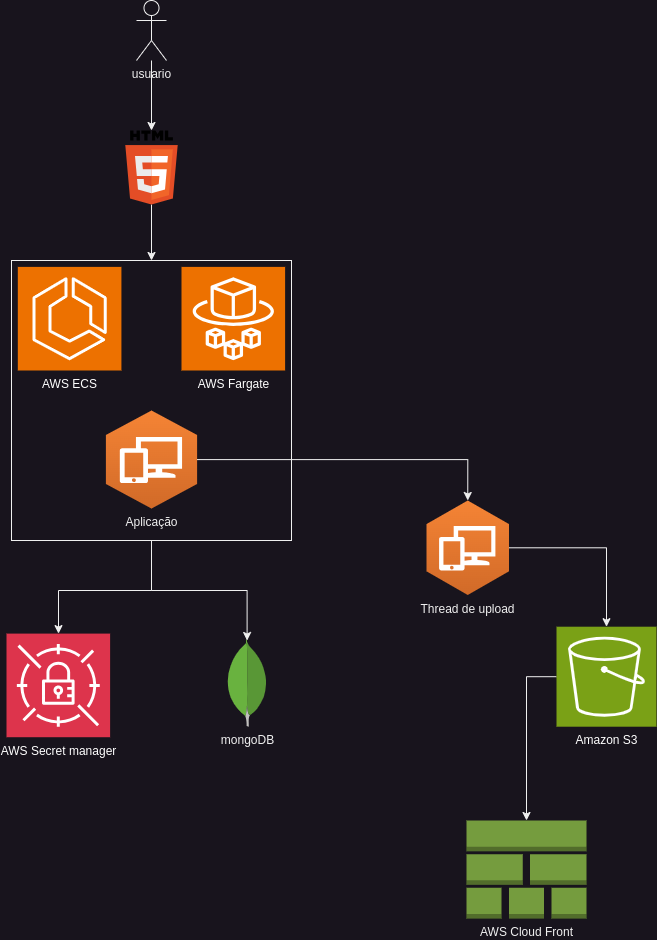 usuario
HTML
5
AWS ECS
AWS Fargate
Aplicação
Thread de upload
AWS Secret manager
mongoDB
Amazon S3
AWS Cloud Front